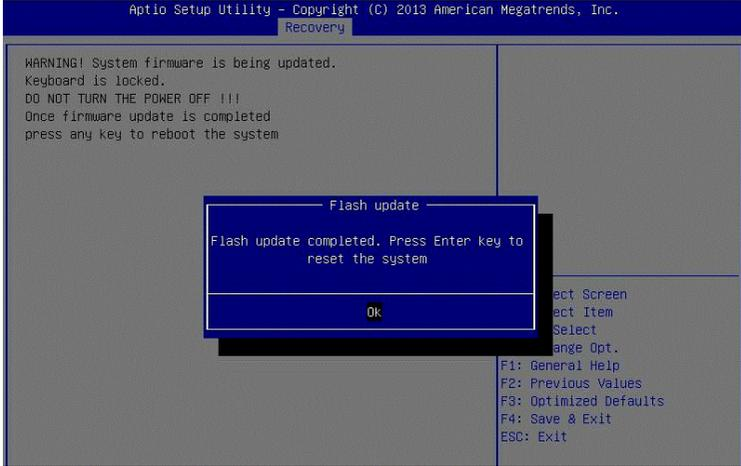 Aptio Setup Utility – Copyright (C) 2013 American Megatrends, Inc.
Recovery
WARNING! System firmware is being updated.
Keyboard is locked.
DO NOT TURN THE POWER OFF !!!
Once firmware update is completed
press any key to reboot the system
Flash update
Flash update completed. Press Enter key to
reset the system
Ok
ect Screen
ect Item
Select
ange Opt.
F1: General Help
F2: Previous Values
F3: Optimized Defaults
F4: Save & Exit
ESC: Exit